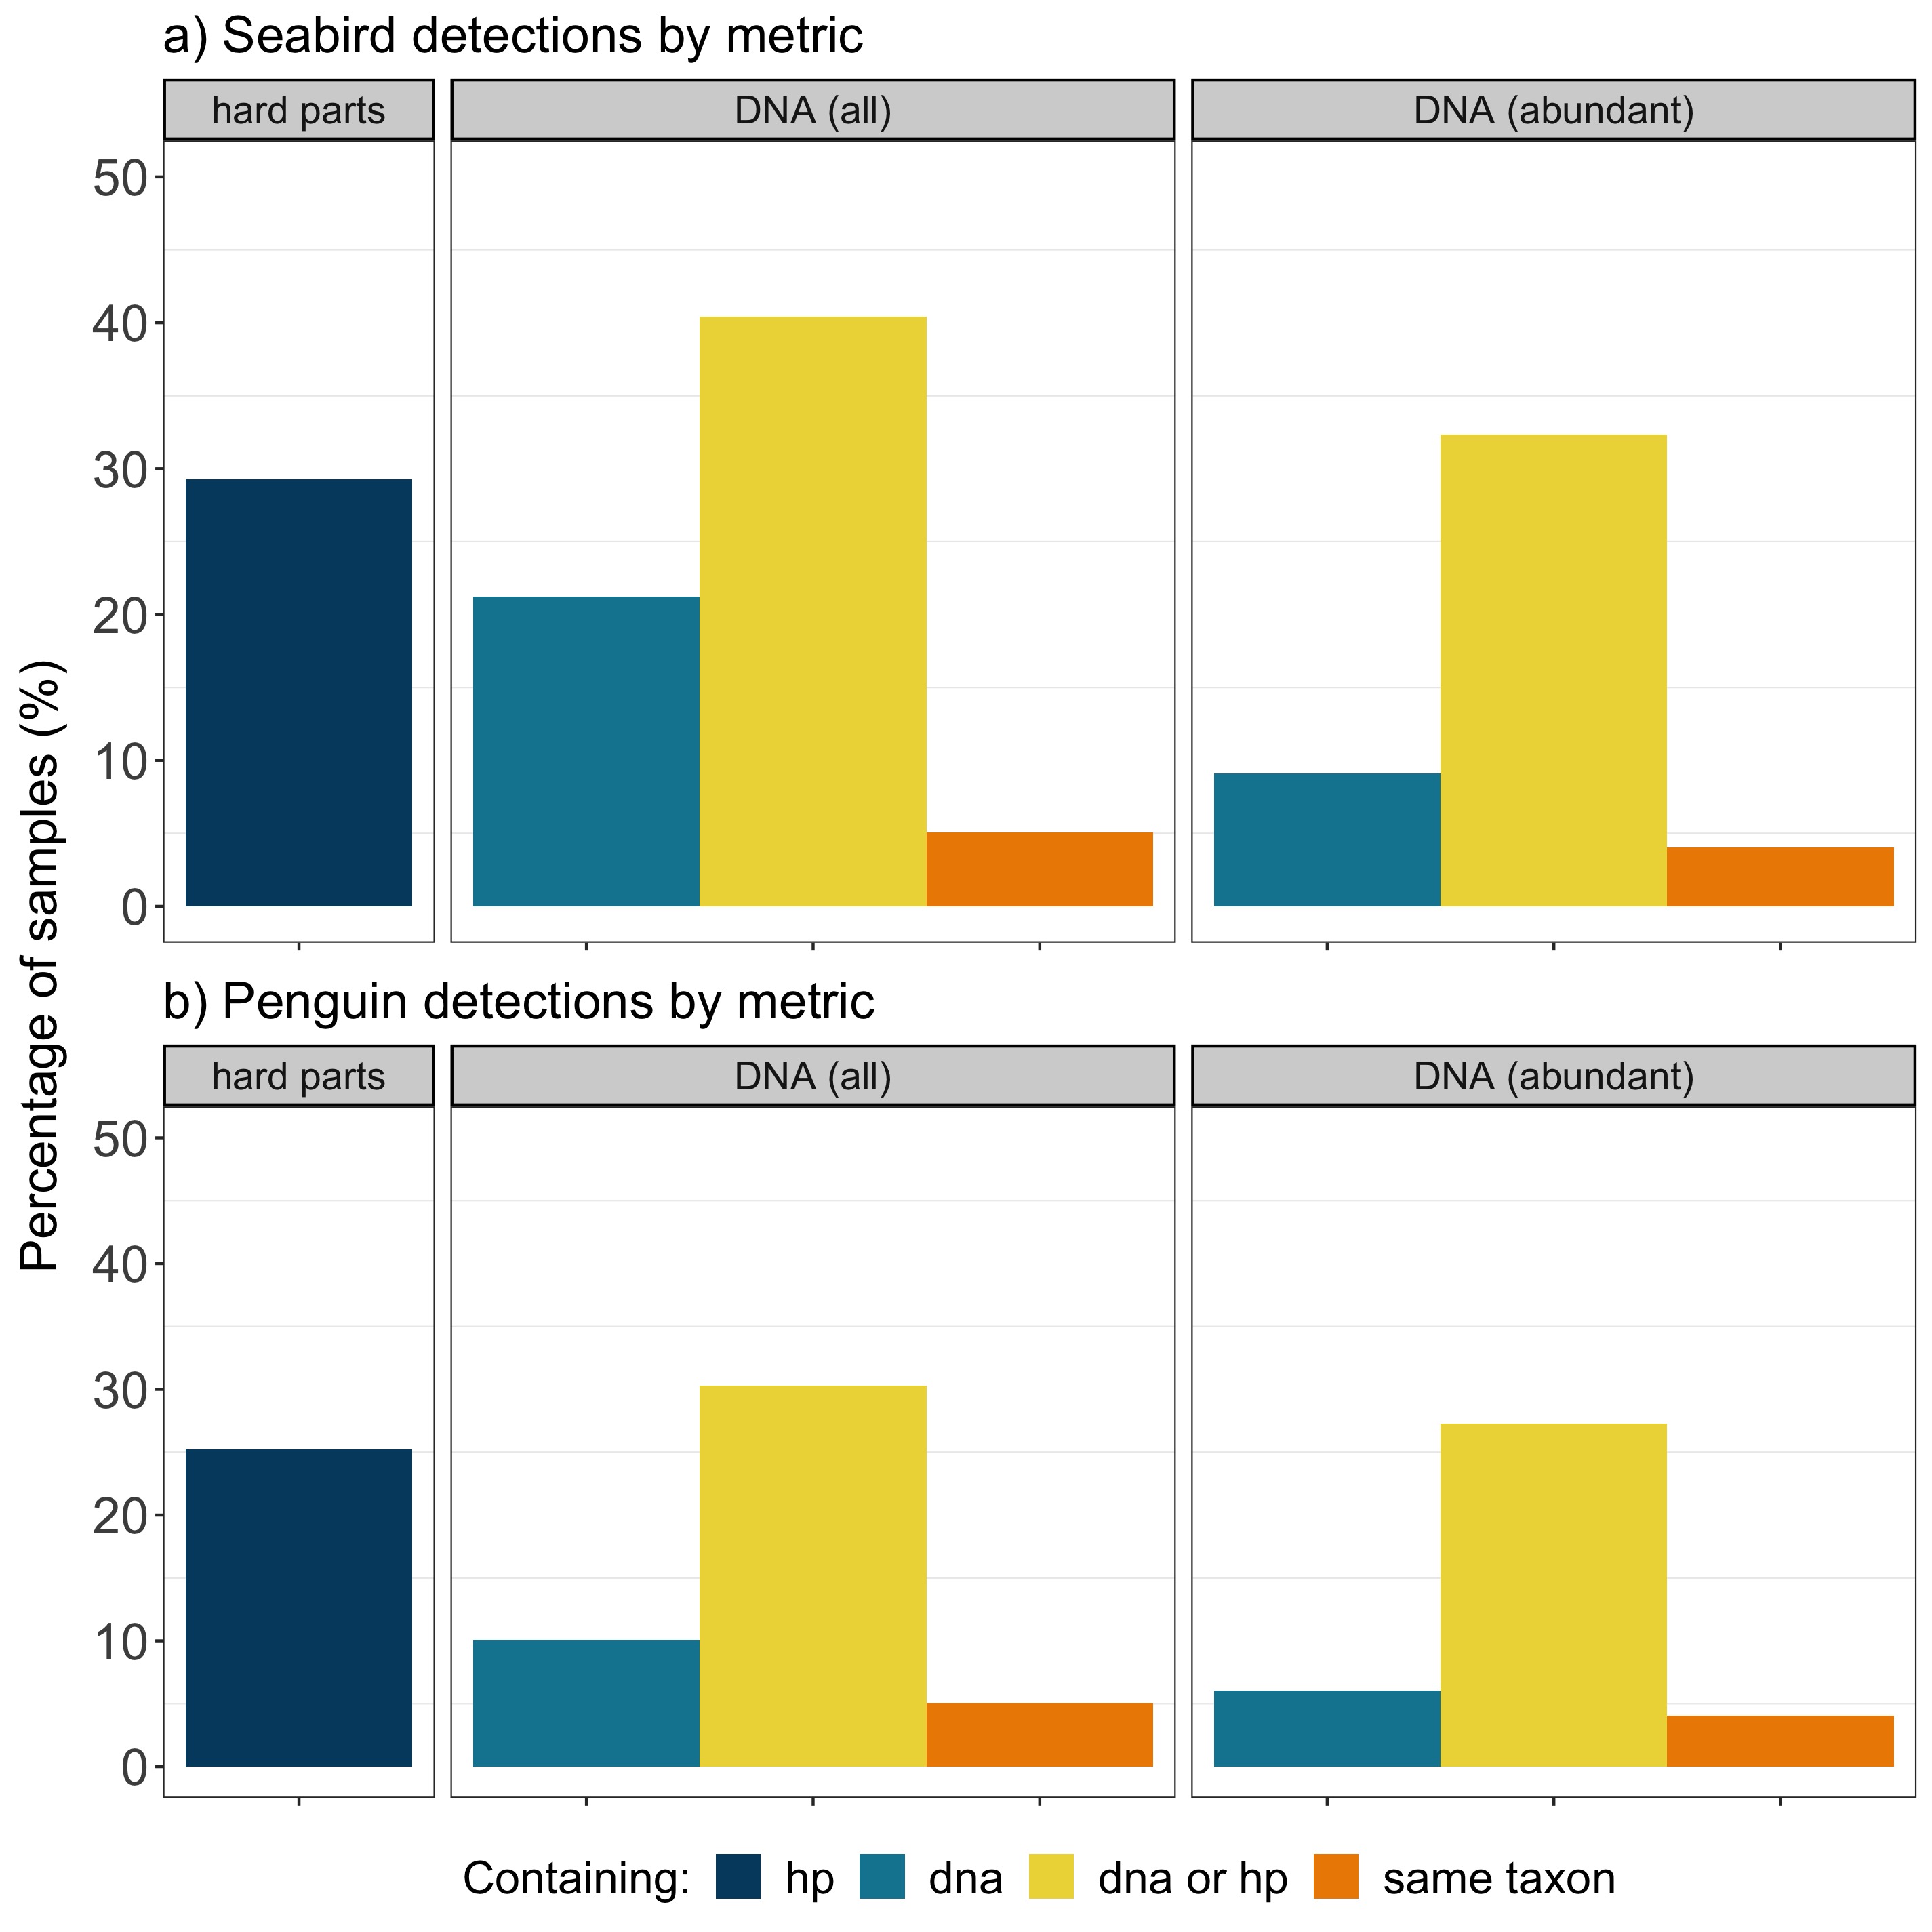 a) Seabird detections by metric
hard parts DNA (all) DNA (abundant)
50
40
30
20
10
0
Percentage of samples (%)
b) Penguin detections by metric
hard parts DNA (all) DNA (abundant)
50
40
30
20
10
0
Containing: hp dna dna or hp same taxon